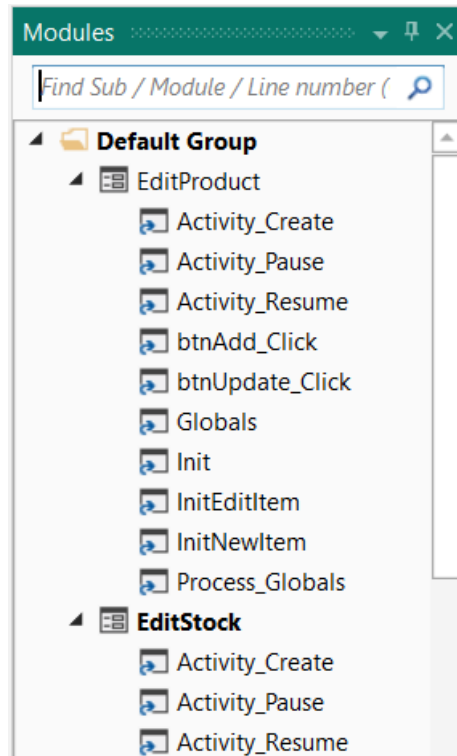 Modules
Find Sub / Module / Line number (
Default Group
EditProduct
Activity_Create
Activity_Pause
Activity_Resume
btnAdd_Click
btnUpdate_Click
Globals
Init
InitEditItem
InitNewItem
Process_Globals
EditStock
Activity_Create
Activity_Pause
Activity_Resume